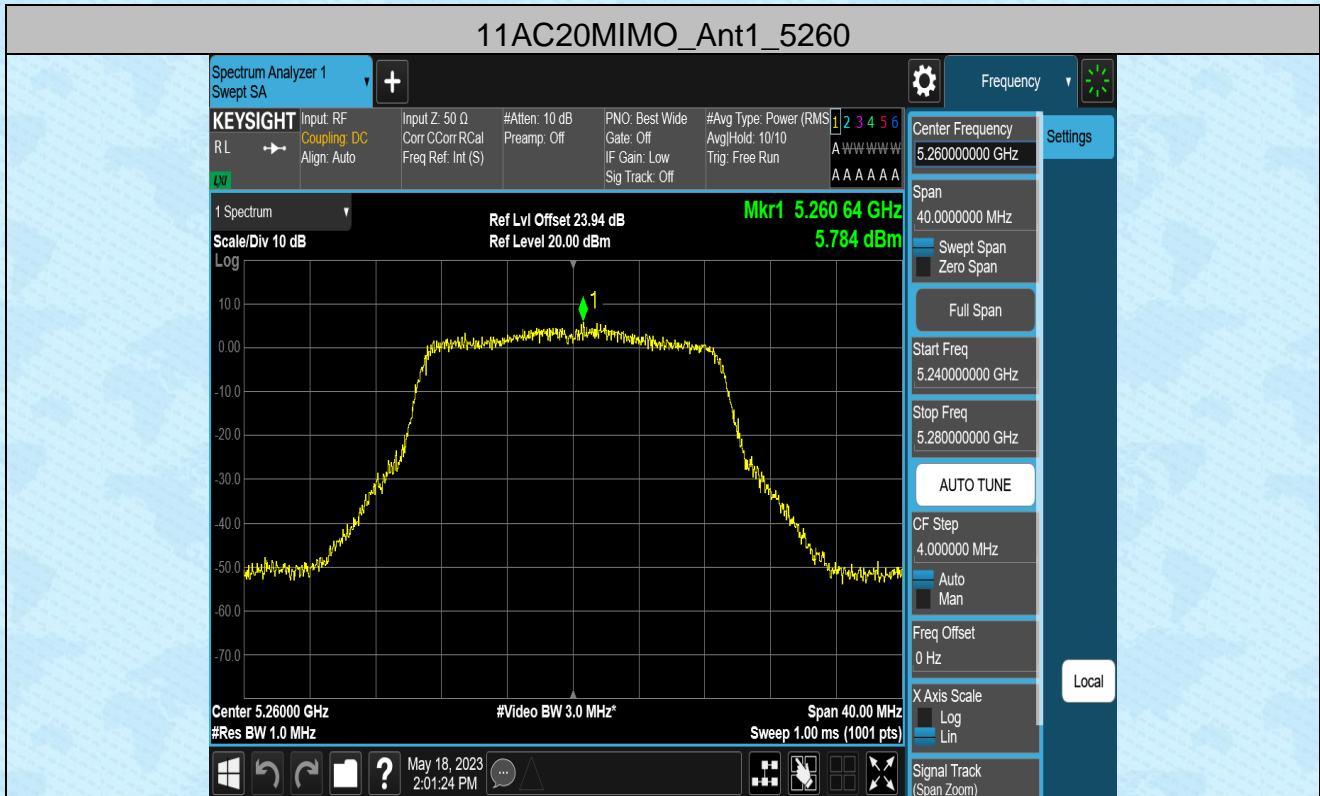 11AC20MIMO_Ant1_5260
Spectrum Analyzer 1
Swept SA
+
Frequency
KEYSIGHT
RL
LXI
Input: RF
Coupling: DC
Align: Auto
Input Z: 50 Ω
Corr CCorr RCal
Freq Ref: Int (S)
#Atten: 10 dB
Preamp: Off
PNO: Best Wide
Gate: Off
IF Gain: Low
Sig Track: Off
#Avg Type: Power (RMS
Avg|Hold: 10/10
Trig: Free Run
1 2 3 4 5 6
A W W W W W
A A A A A A
1 Spectrum
Scale/Div 10 dB
Log
Ref Lvl Offset 23.94 dB
Ref Level 20.00 dBm
Mkr1 5.260 64 GHz
5.784 dBm
1
10.0
0.00
-10.0
-20.0
-30.0
-40.0
-50.0
-60.0
-70.0
Center 5.26000 GHz
#Res BW 1.0 MHz
#Video BW 3.0 MHz*
Span 40.00 MHz
Sweep 1.00 ms (1001 pts)
Center Frequency
5.260000000 GHz
Settings
Span
40.0000000 MHz
Swept Span
Zero Span
Full Span
Start Freq
5.240000000 GHz
Stop Freq
5.280000000 GHz
AUTO TUNE
CF Step
4.000000 MHz
Auto
Man
Freq Offset
0 Hz
X Axis Scale
Log
Lin
Local
Signal Track
(Span Zoom)
?
May 18, 2023
2:01:24 PM